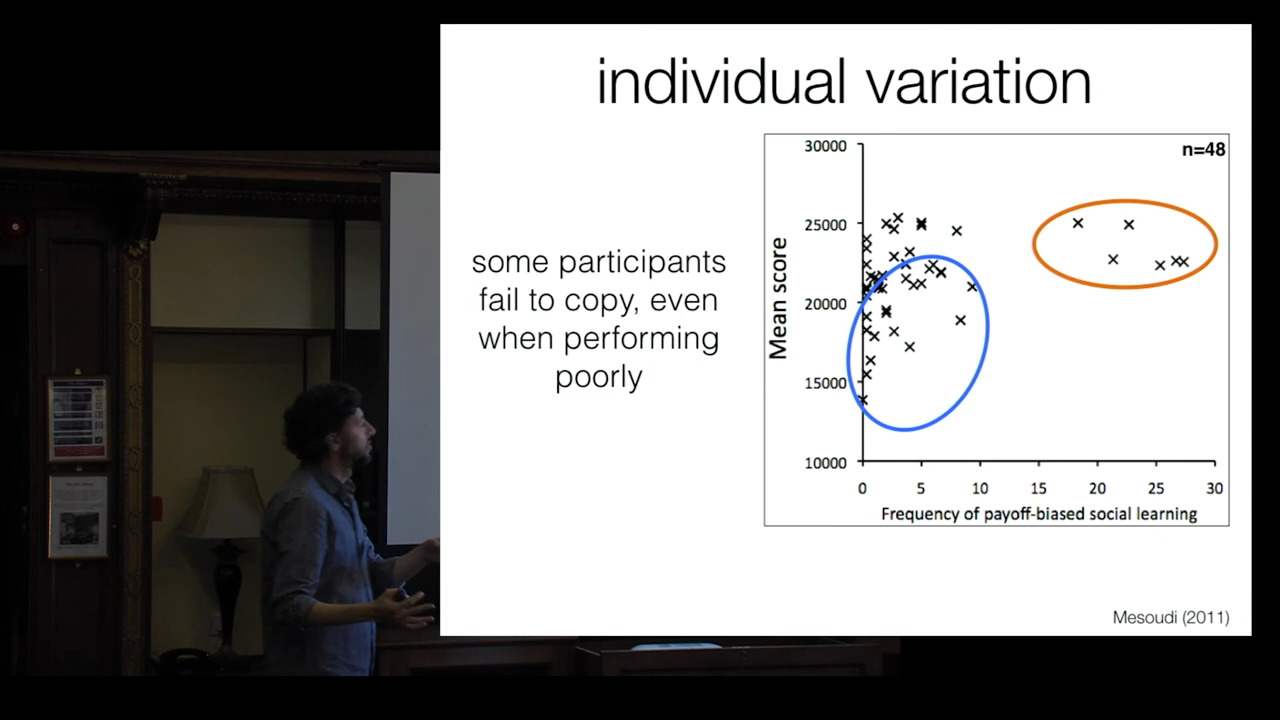 individual variation
some participants
fail to copy, even
when performing
poorly
n=48
Mean score
30000
25000
20000
15000
10000
0 5 10 15 20 25 30
Frequency of payoff-biased social learning
Mesoudi (2011)